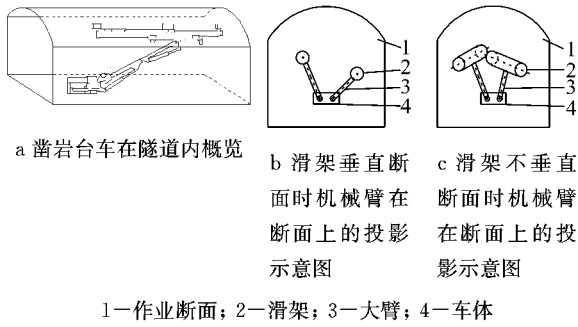 1
2
3
4
1
2
3
4
a 凿岩台车在隧道内概览
b 滑架垂直断
面时机械臂在
断面上的投影
示意图
c 滑架不垂直
断面时机械臂
在断面上的投
影示意图
1—作业断面；2—滑架；3—大臂；4—车体